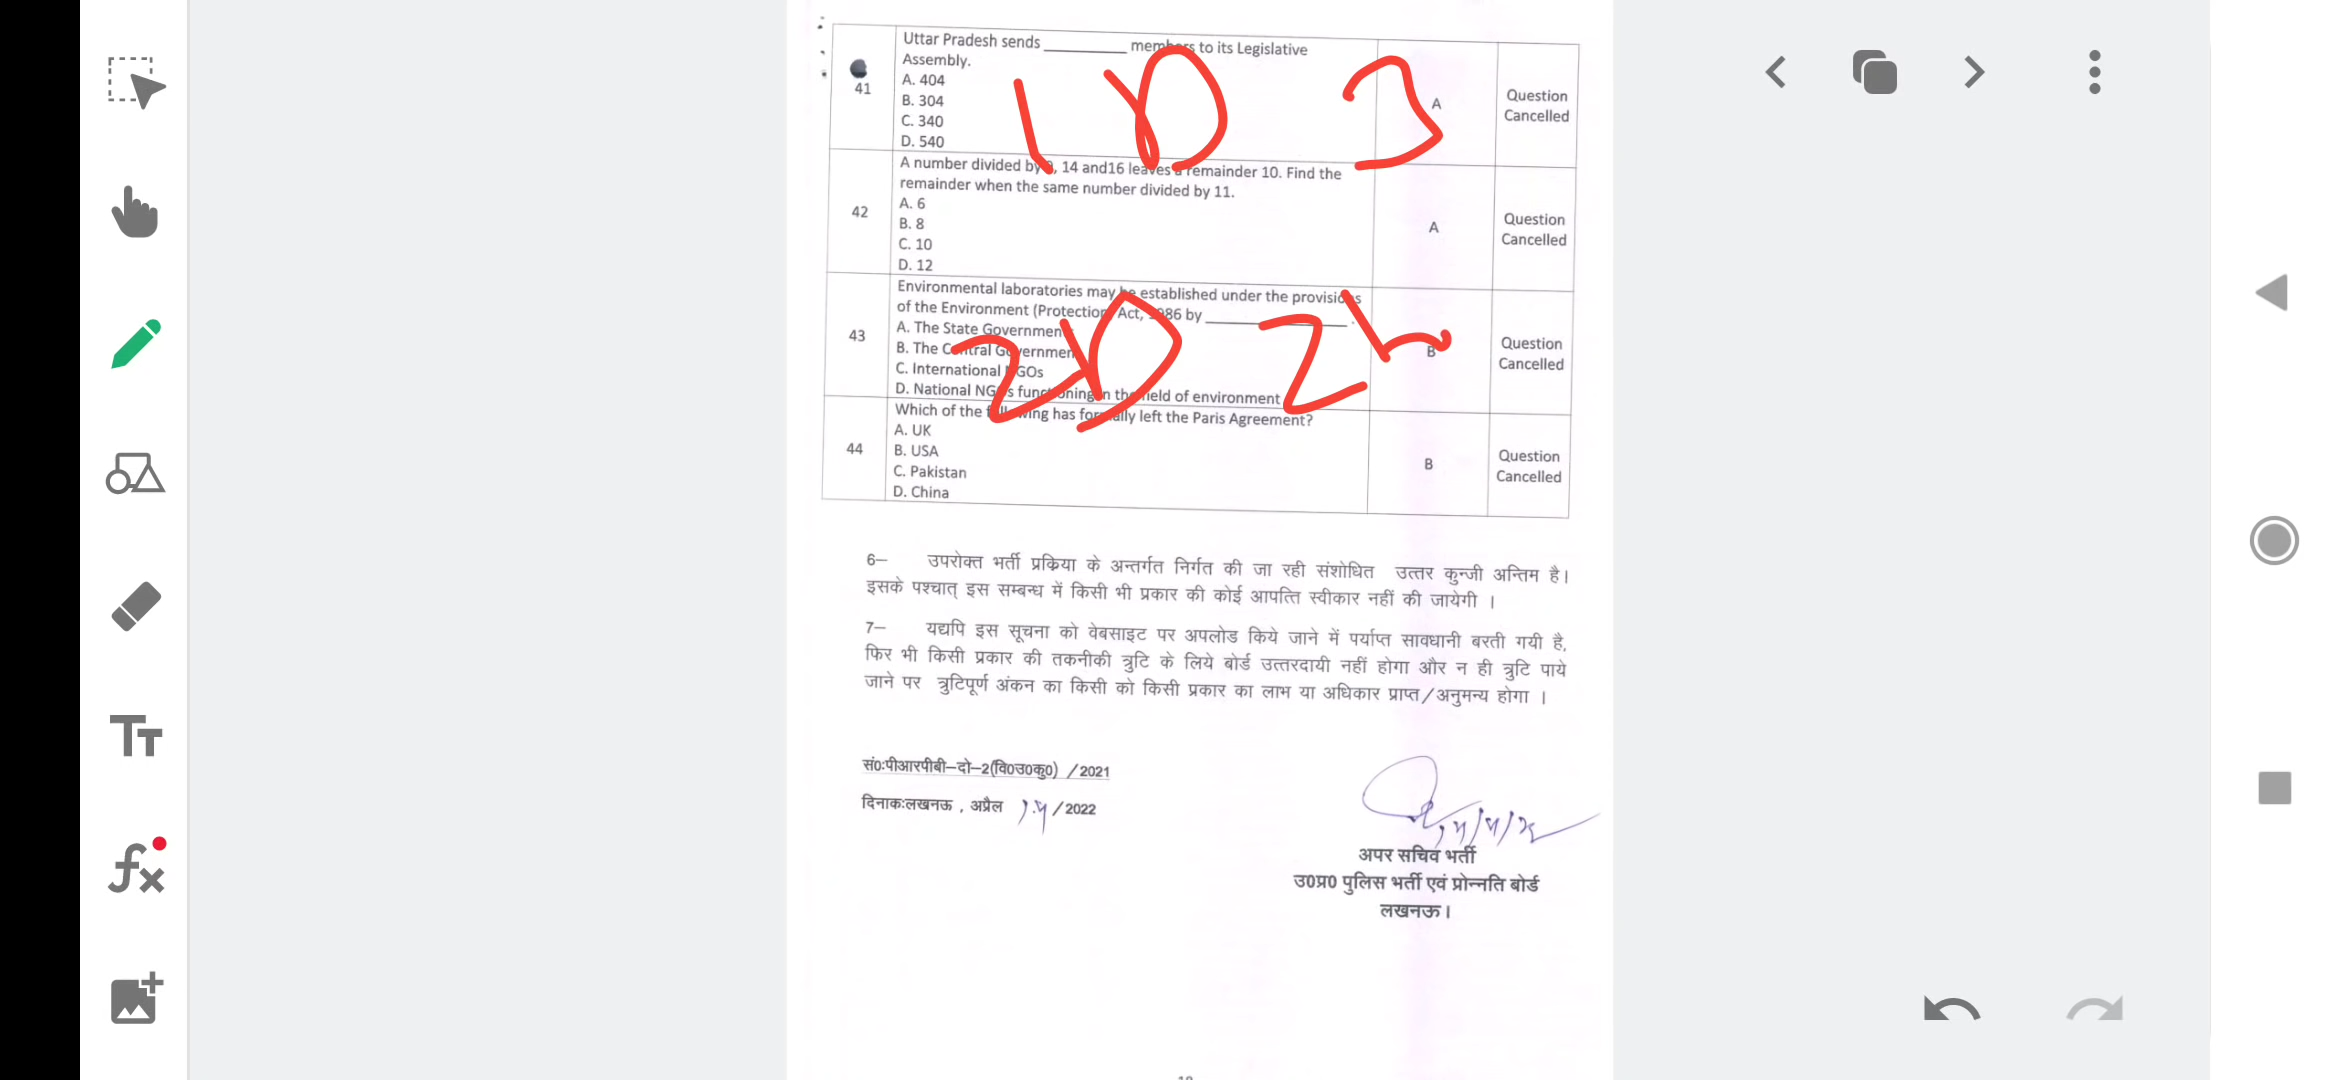 Uttar Pradesh sends __________ members to its Legislative
Assembly.
A. 404
B. 304
C. 340
D. 540
41
A
Question
Cancelled
A number divided by , 14 and16 leaves a remainder 10. Find the
remainder when the same number divided by 11.
A. 6
B. 8
C. 10
D. 12
42
A
Question
Cancelled
Environmental laboratories may be established under the provisions
of the Environment (Protection) Act, 1986 by __________ .
A. The State Government
B. The Central Government
C. International NGOs
D. National NGOs functioning in the field of environment
43
B
Question
Cancelled
Which of the following has formally left the Paris Agreement?
A. UK
B. USA
C. Pakistan
D. China
44
B
Question
Cancelled
6– उपरोक्त भर्ती प्रक्रिया के अन्तर्गत निर्गत की जा रही संशोधित उत्तर कुन्जी अन्तिम है।
इसके पश्चात् इस सम्बन्ध में किसी भी प्रकार की कोई आपत्ति स्वीकार नहीं की जायेगी ।
7– यद्यपि इस सूचना को वेबसाइट पर अपलोड किये जाने में पर्याप्त सावधानी बरती गयी है,
फिर भी किसी प्रकार की तकनीकी त्रुटि के लिये बोर्ड उत्तरदायी नहीं होगा और न ही त्रुटि पाये
जाने पर त्रुटिपूर्ण अंकन का किसी को किसी प्रकार का लाभ या अधिकार प्राप्त/अनुमन्य होगा ।
सं0:पीआरपीबी–दो–2(वि0उ0कु0) /2021
दिनाकःलखनऊ , अप्रैल /2022
अपर सचिव भर्ती
उ0प्र0 पुलिस भर्ती एवं प्रोन्नति बोर्ड
लखनऊ।
TT
fx